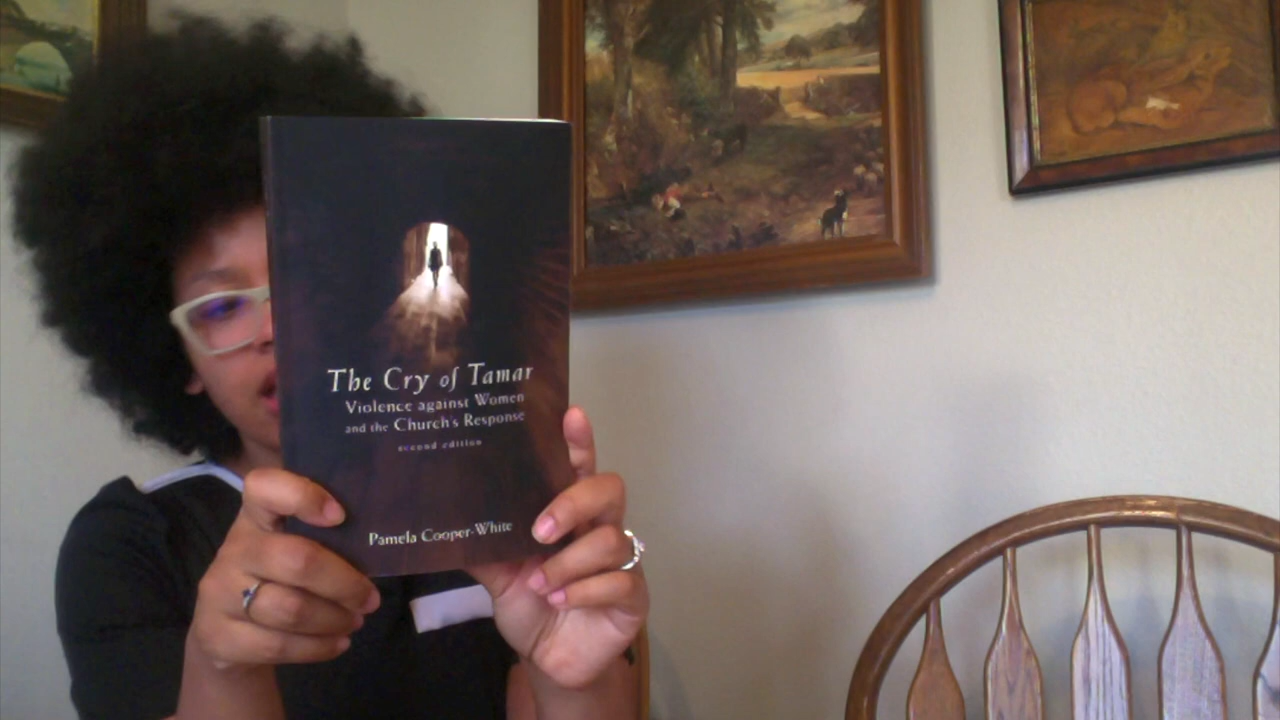 The Cry of Tamar
Violence against Women
and the Church's Response
second edition
Pamela Cooper-White